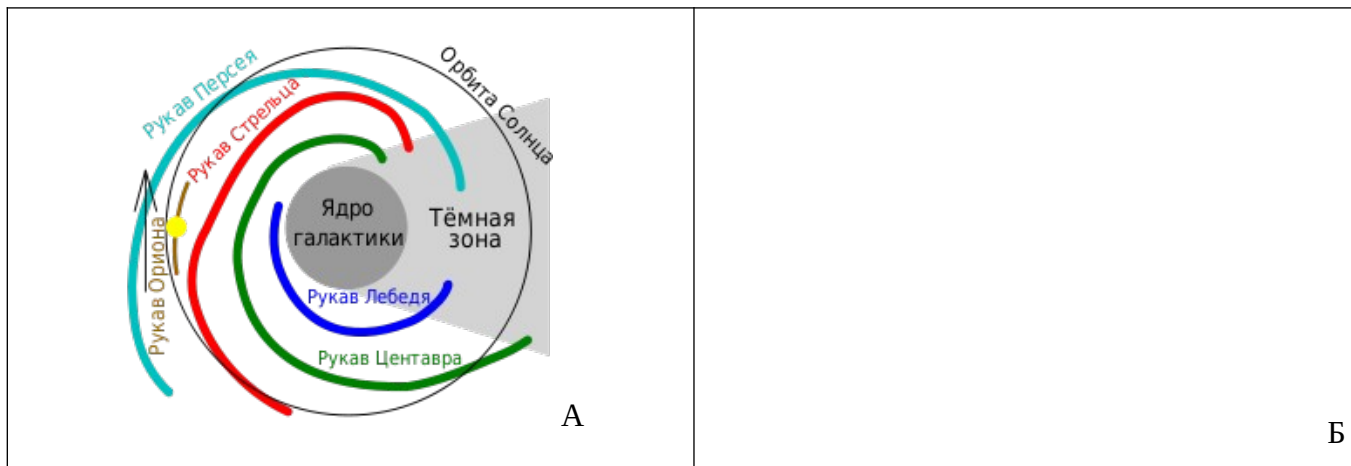 Рукав Персея
Рукав Стрельца
Орбита Солнца
Рукав Ориона
Ядро
галактики
Тёмная
зона
Рукав Лебедя
Рукав Центавра
А
Б